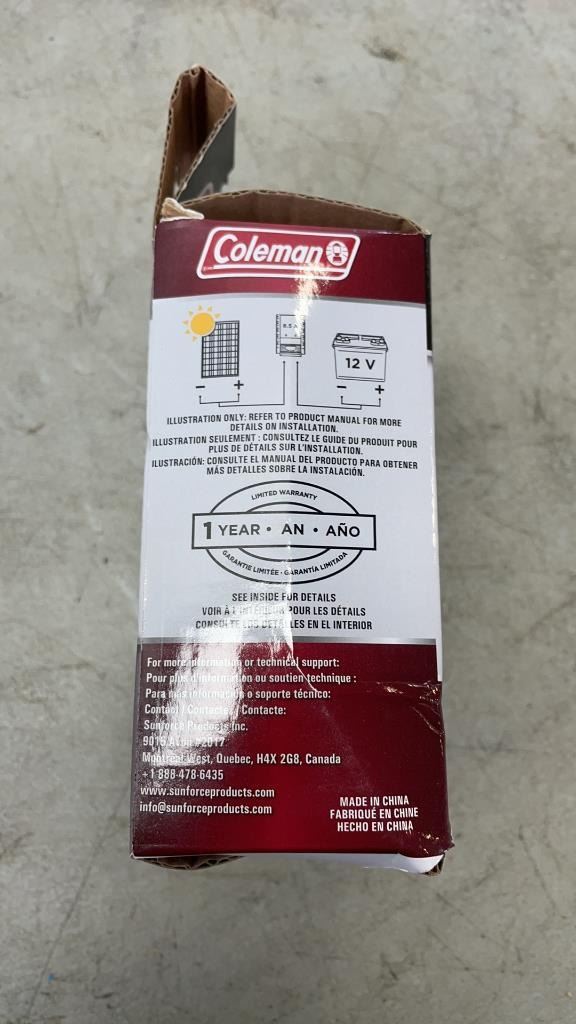 Coleman
8.5 A
12 V
- +
- +
ILLUSTRATION ONLY: REFER TO PRODUCT MANUAL FOR MORE
DETAILS ON INSTALLATION.
ILLUSTRATION SEULEMENT : CONSULTEZ LE GUIDE DU PRODUIT POUR
PLUS DE DÉTAILS SUR L'INSTALLATION.
ILUSTRACIÓN: CONSULTE EL MANUAL DEL PRODUCTO PARA OBTENER
MÁS DETALLES SOBRE LA INSTALACIÓN.
LIMITED WARRANTY
1 YEAR • AN • AÑO
GARANTIE LIMITÉE · GARANTÍA LIMITADA
SEE INSIDE FOR DETAILS
VOIR À L'INTÉRIEUR POUR LES DÉTAILS
CONSULTE LOS DETALLES EN EL INTERIOR
For more information or technical support:
Pour plus d'information ou soutien technique :
Para más información o soporte técnico:
Contact / Contactez / Contacte:
Sunforce Products Inc.
9015 Avon #2017
Montreal West, Quebec, H4X 2G8, Canada
+1 888-478-6435
www.sunforceproducts.com
info@sunforceproducts.com
MADE IN CHINA
FABRIQUÉ EN CHINE
HECHO EN CHINA